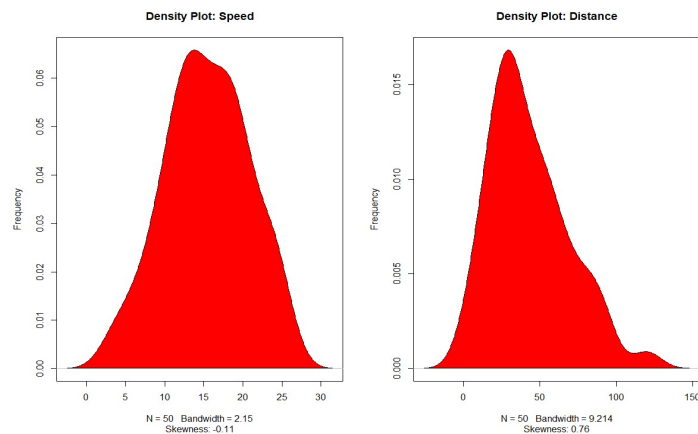 Density Plot: Speed
Frequency
0.00 0.01 0.02 0.03 0.04 0.05 0.06
0 5 10 15 20 25 30
N = 50 Bandwidth = 2.15
Skewness: -0.11
Density Plot: Distance
Frequency
0.000 0.005 0.010 0.015
0 50 100 150
N = 50 Bandwidth = 9.214
Skewness: 0.76